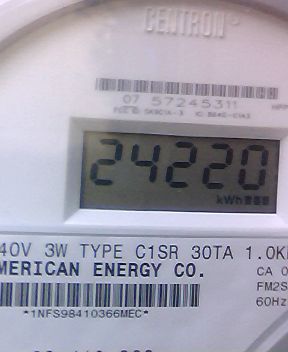 CENTRON
07 57245311
24220
kWh
40V 3W TYPE C1SR 30TA 1.0K
MERICAN ENERGY CO.
CA 0
FM2S
60Hz
*1NFS98410366MEC*